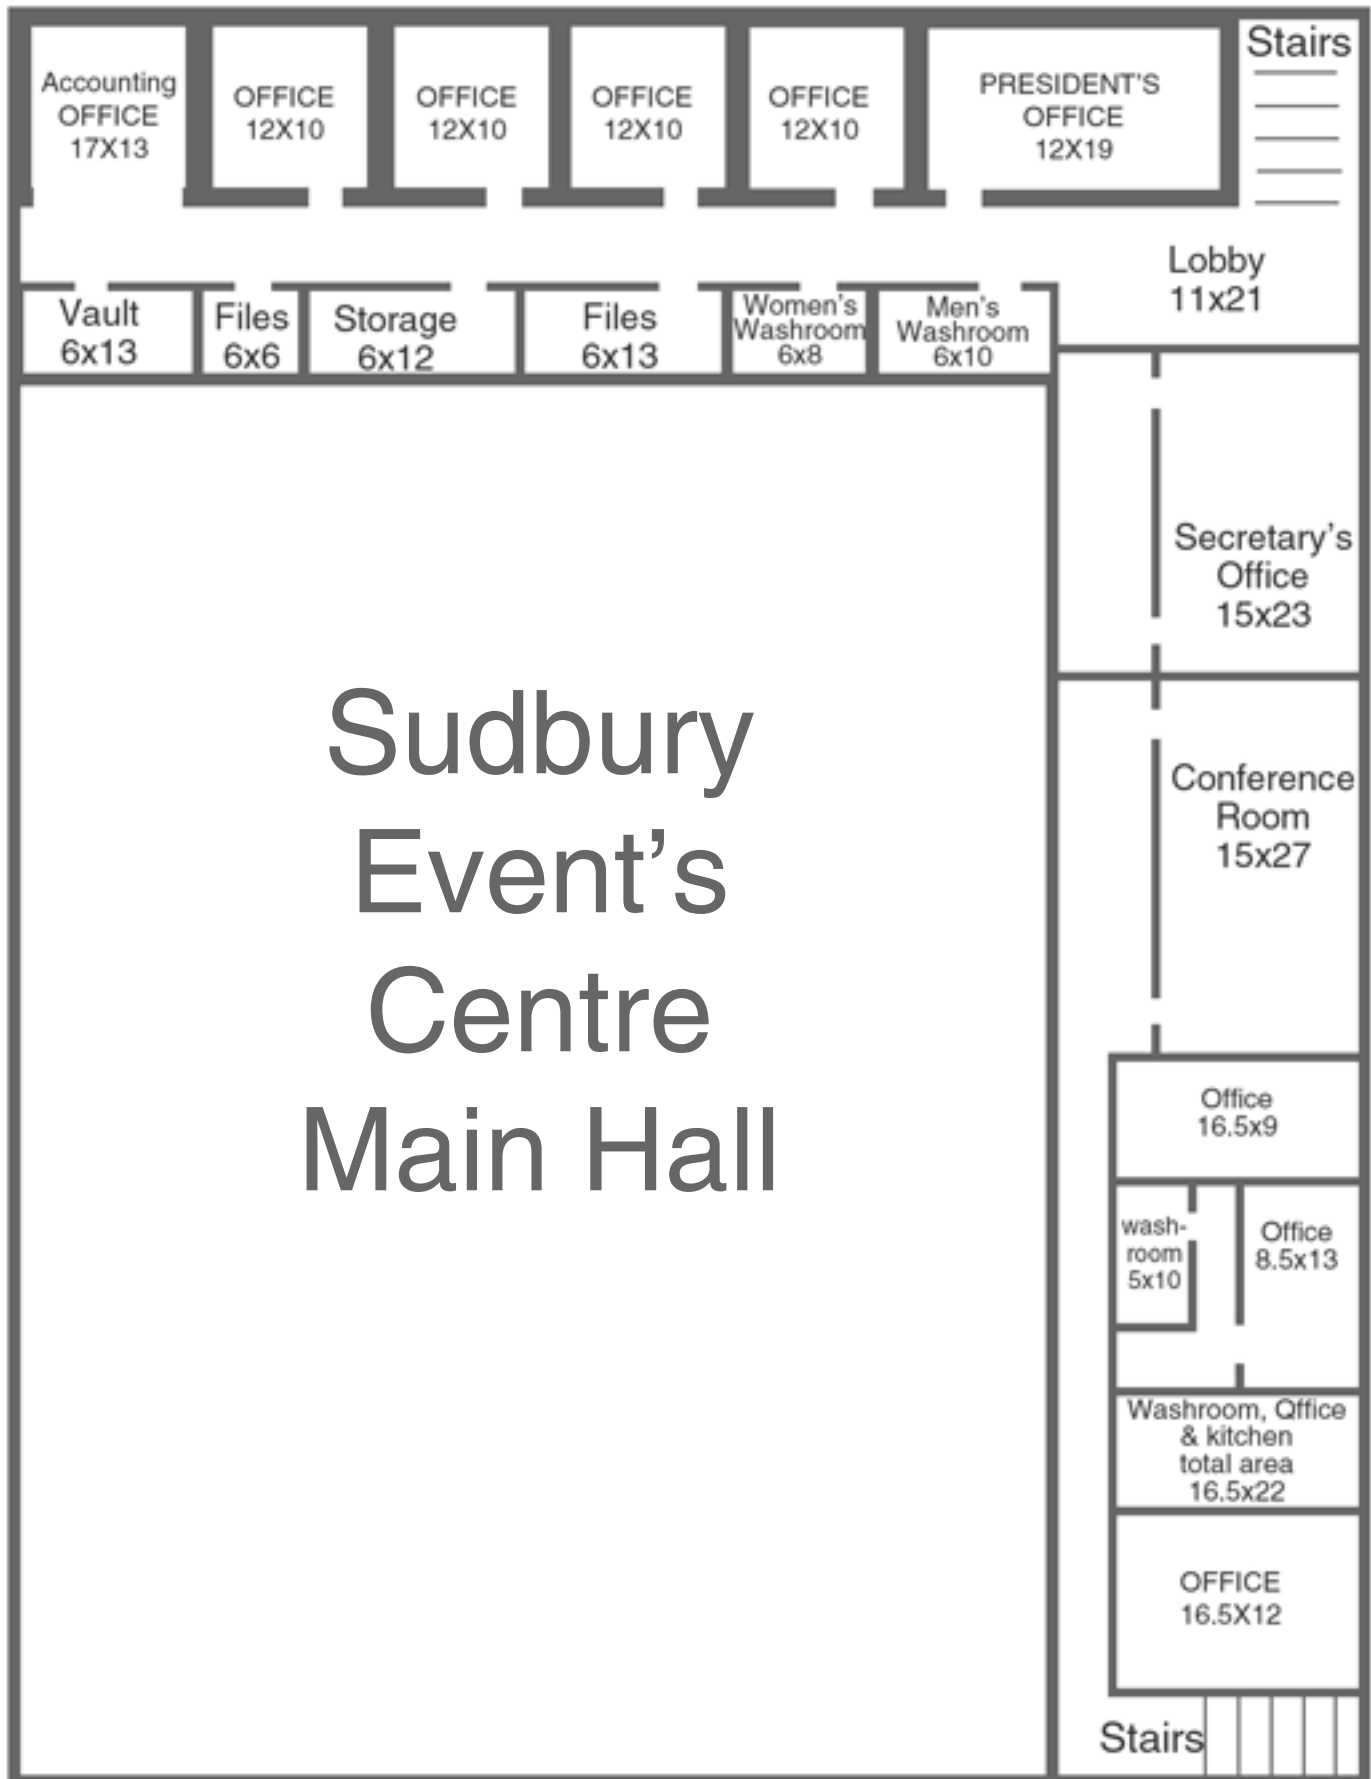 Accounting
OFFICE
17X13
OFFICE
12X10
OFFICE
12X10
OFFICE
12X10
OFFICE
12X10
PRESIDENT'S
OFFICE
12X19
Stairs
Lobby
11x21
Vault
6x13
Files
6x6
Storage
6x12
Files
6x13
Women's
Washroom
6x8
Men's
Washroom
6x10
Secretary's
Office
15x23
Sudbury
Event's
Centre
Main Hall
Conference
Room
15x27
Office
16.5x9
wash-
room
5x10
Office
8.5x13
Washroom, Qffice
& kitchen
total area
16.5x22
OFFICE
16.5X12
Stairs